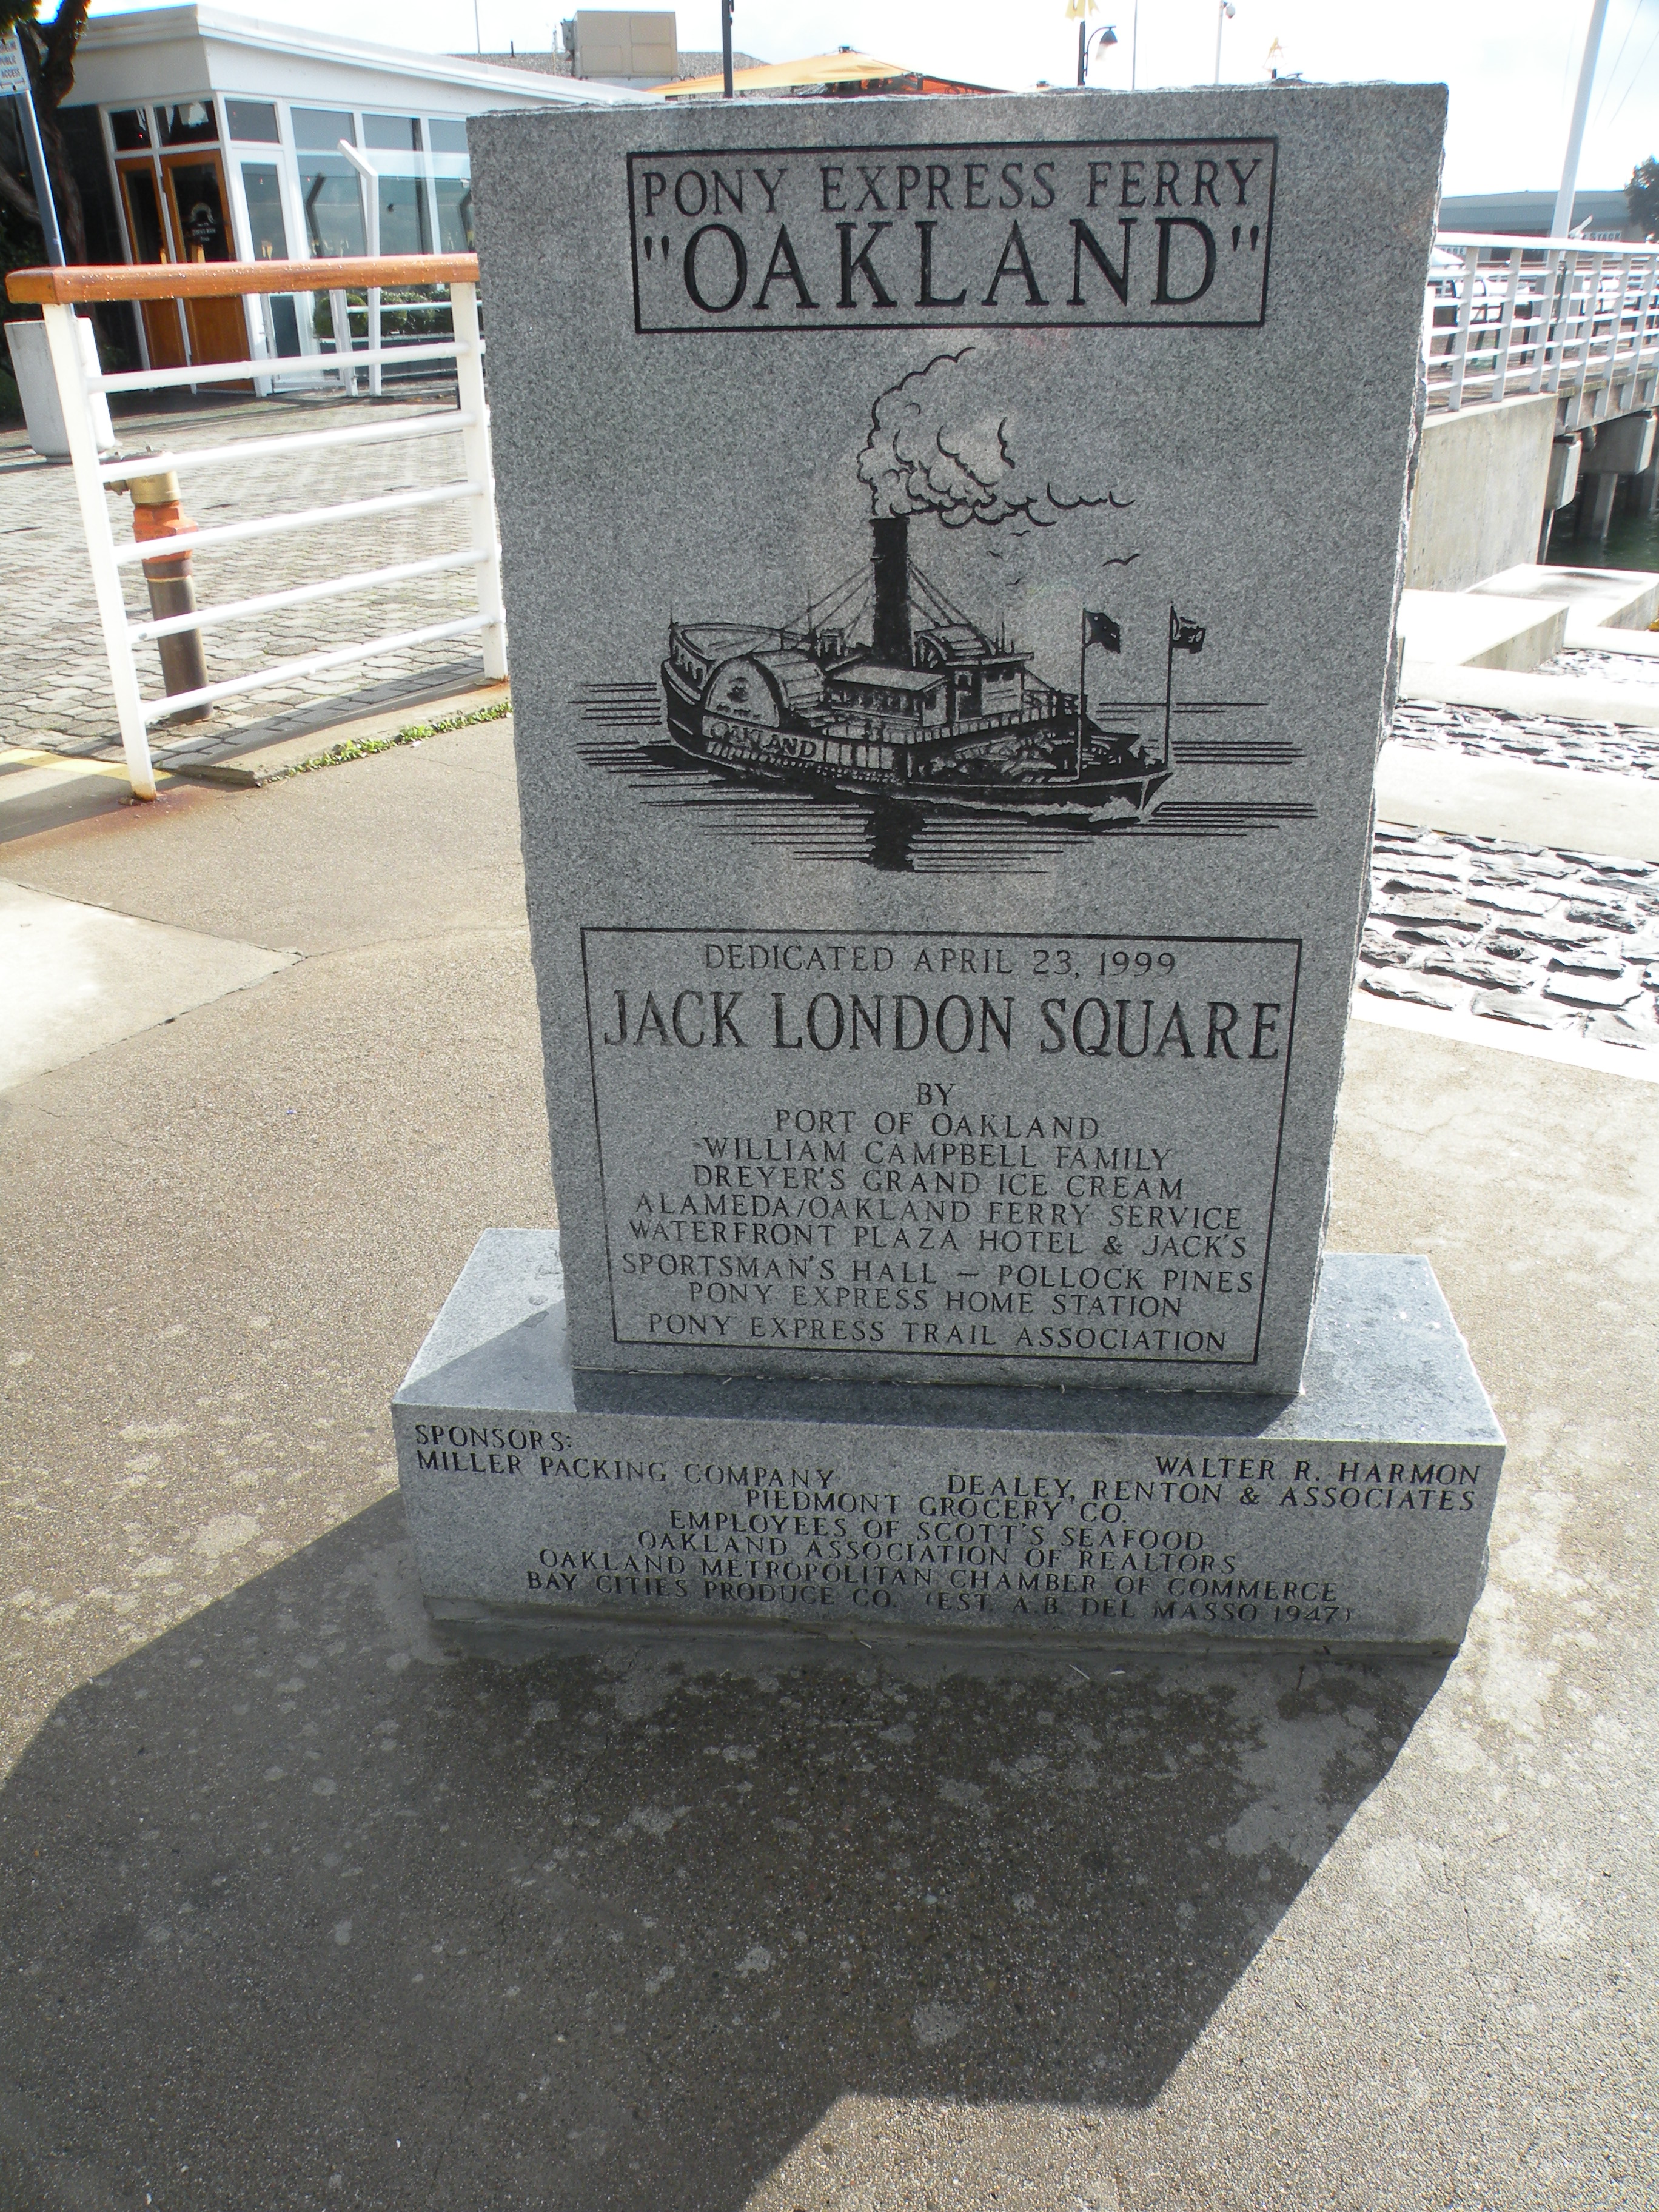 PUBLIC
ACCESS
PONY EXPRESS FERRY
"OAKLAND"
OAKLAND
DEDICATED APRIL 23, 1999
JACK LONDON SQUARE
BY
PORT OF OAKLAND
WILLIAM CAMPBELL FAMILY
DREYER'S GRAND ICE CREAM
ALAMEDA/OAKLAND FERRY SERVICE
WATERFRONT PLAZA HOTEL & JACK'S
SPORTSMAN'S HALL – POLLOCK PINES
PONY EXPRESS HOME STATION
PONY EXPRESS TRAIL ASSOCIATION
SPONSORS:
MILLER PACKING COMPANY
WALTER R. HARMON
DEALEY, RENTON & ASSOCIATES
PIEDMONT GROCERY CO.
EMPLOYEES OF SCOTT'S SEAFOOD
OAKLAND ASSOCIATION OF REALTORS
OAKLAND METROPOLITAN CHAMBER OF COMMERCE
BAY CITIES PRODUCE CO. (EST. A.B. DEL MASSO 1947)